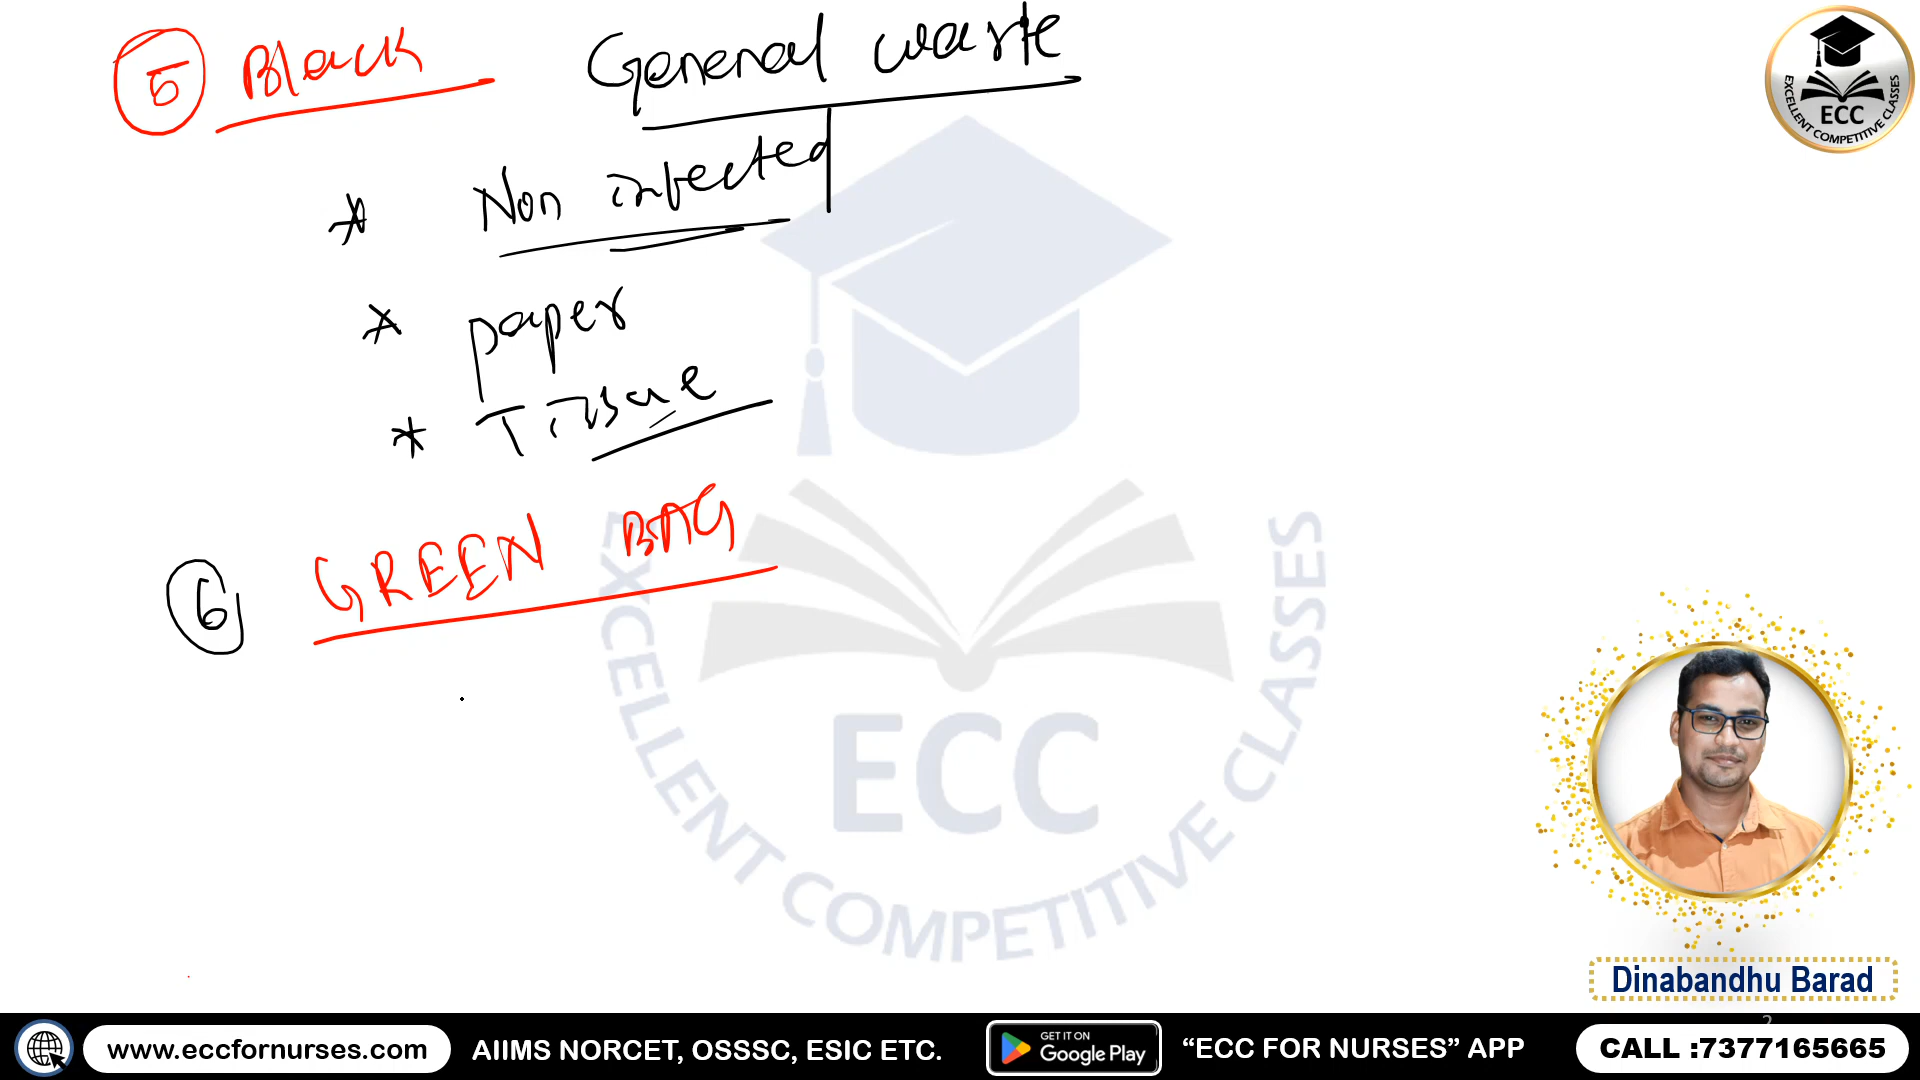 5 Black General waste
* Non infected
* paper
* Tissue
6 GREEN BAG
EXCELLENT COMPETITIVE CLASSES
ECC
ECC
EXCELLENT COMPETITIVE CLASSES
Dinabandhu Barad
2
www.eccfornurses.com
AIIMS NORCET, OSSSC, ESIC ETC.
GET IT ON
Google Play
“ECC FOR NURSES” APP
CALL :7377165665